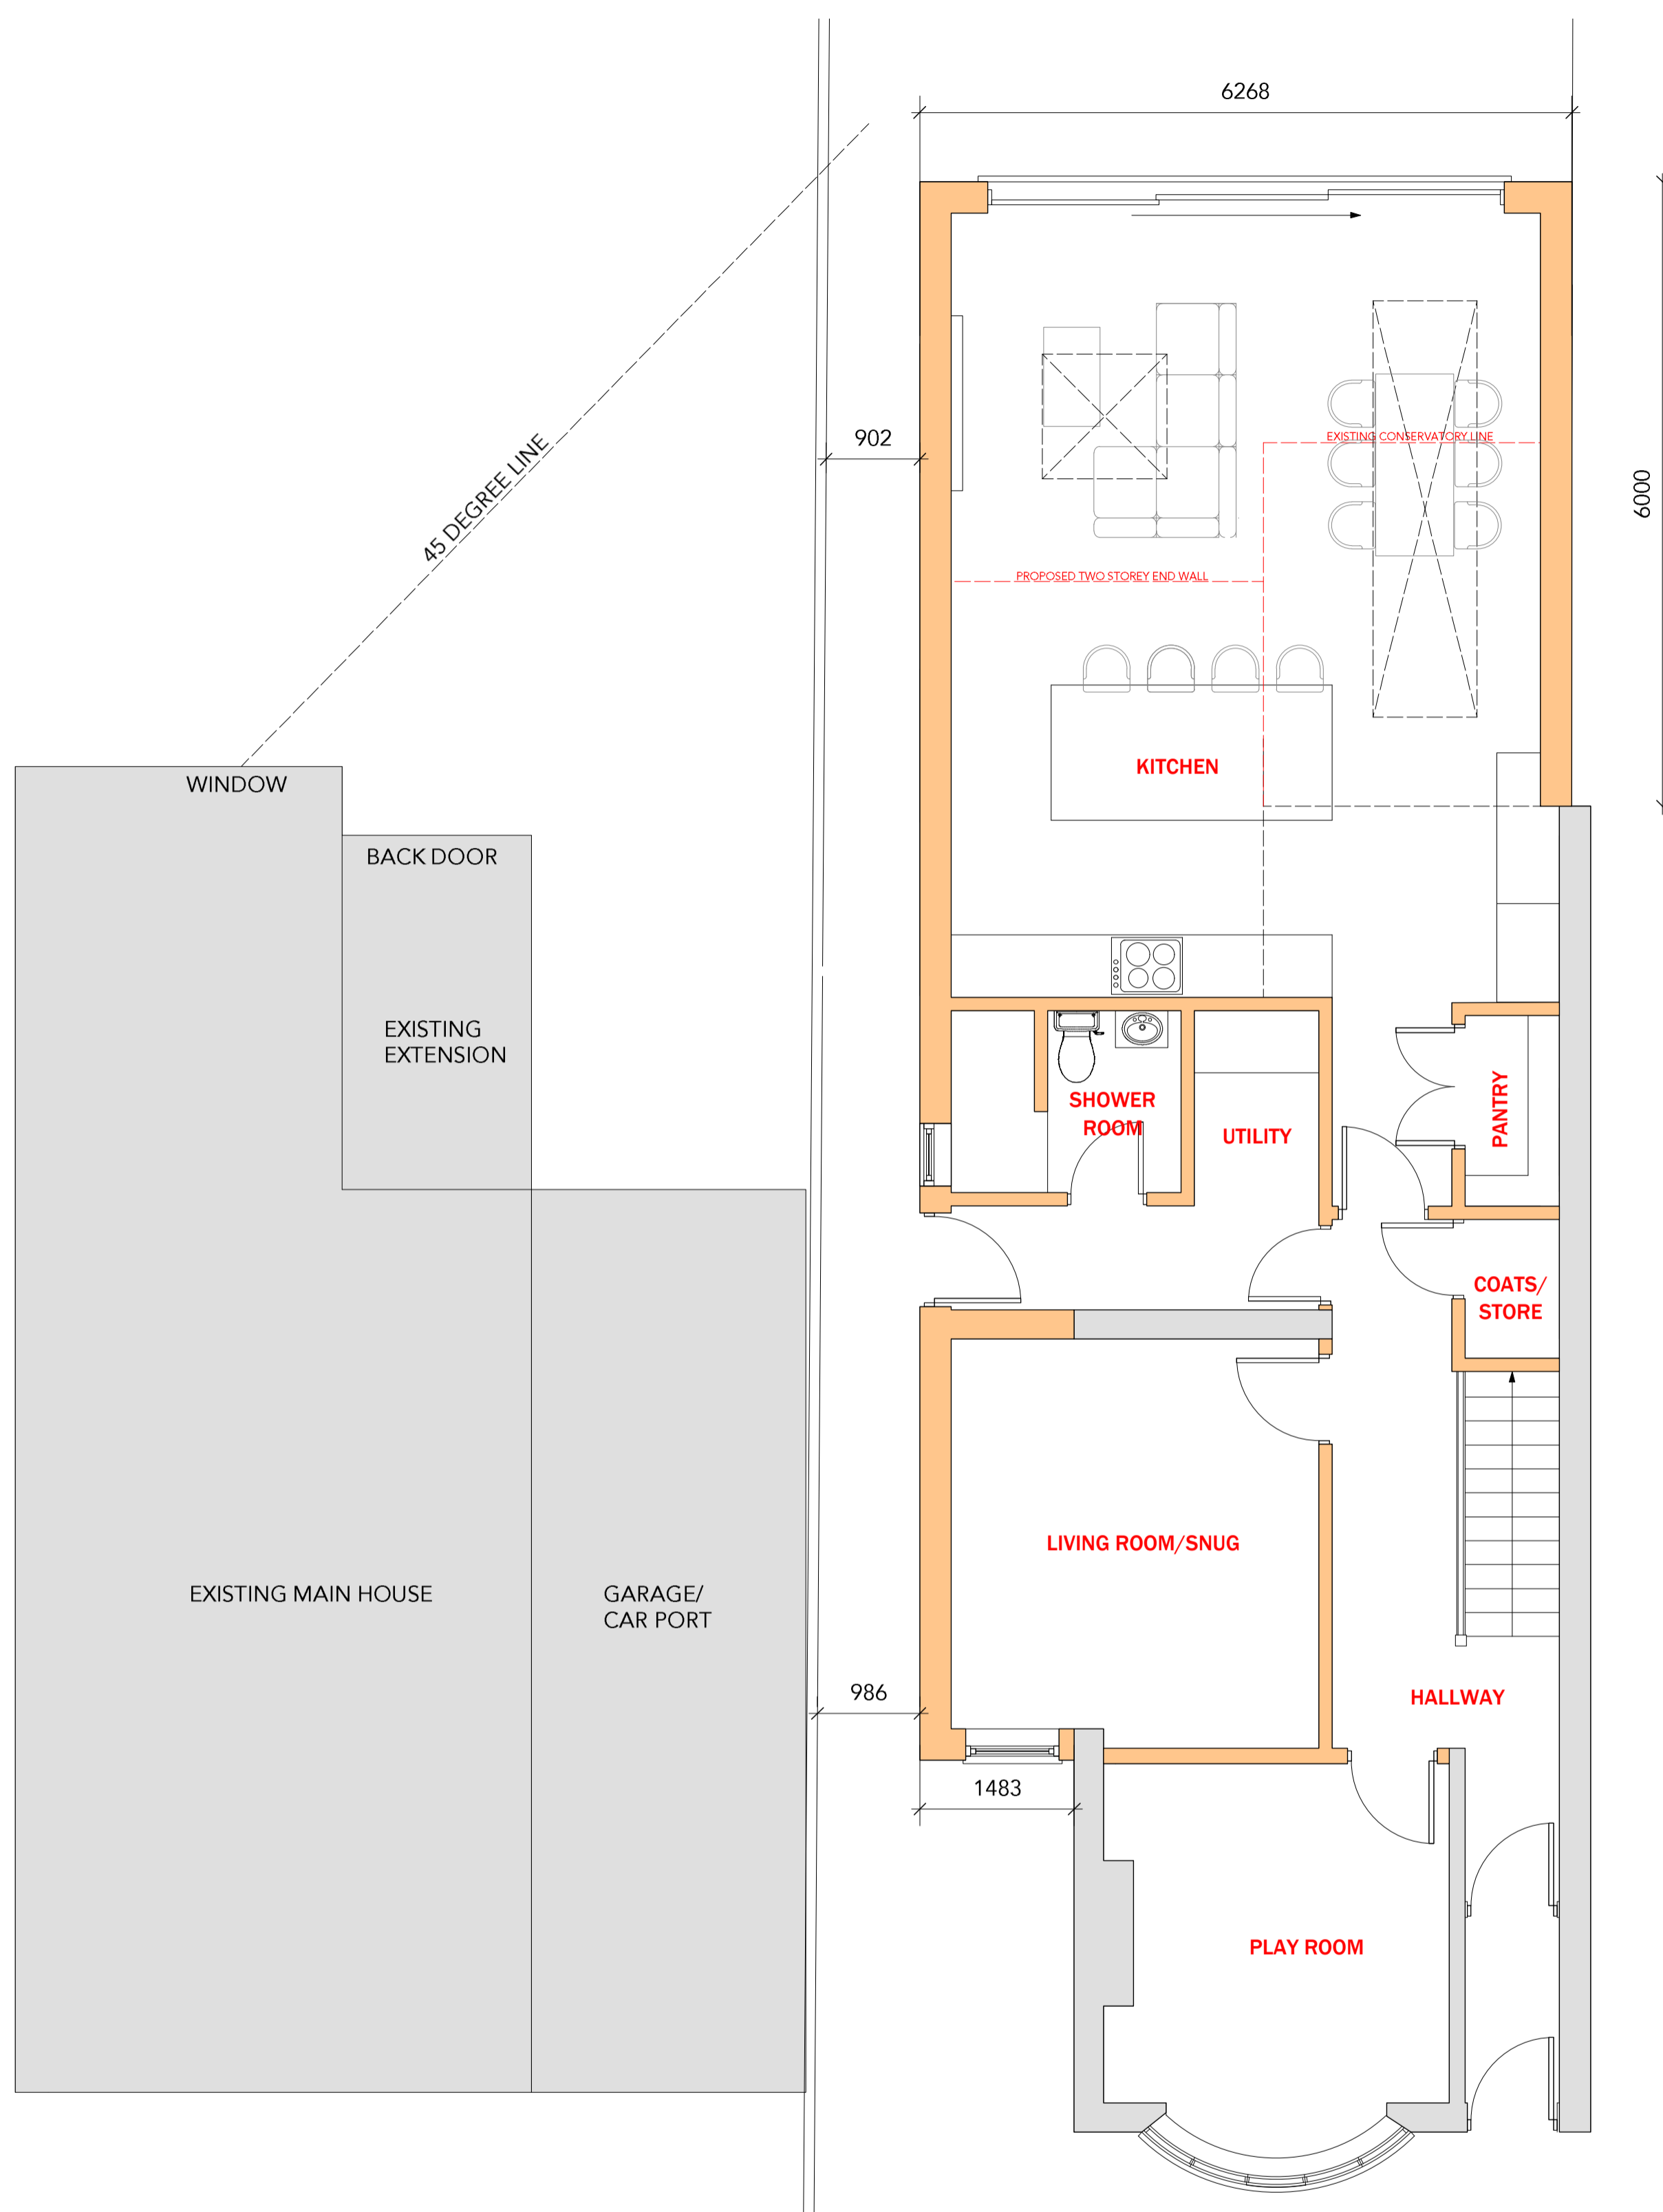 6268
902
EXISTING CONSERVATORY LINE
45 DEGREE LINE
6000
PROPOSED TWO STOREY END WALL
KITCHEN
WINDOW
BACK DOOR
EXISTING
EXTENSION
SHOWER
ROOM
UTILITY
PANTRY
COATS/
STORE
LIVING ROOM/SNUG
EXISTING MAIN HOUSE
GARAGE/
CAR PORT
986
HALLWAY
1483
PLAY ROOM